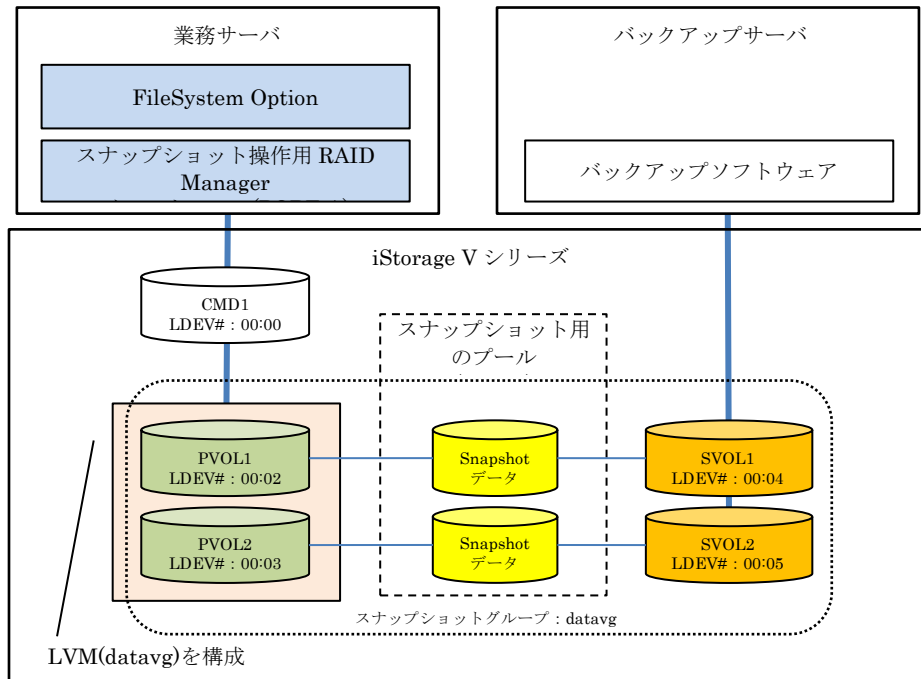 業務サーバ
FileSystem Option
スナップショット操作用 RAID
Manager
バックアップサーバ
バックアップソフトウェア
iStorage V シリーズ
CMD1
LDEV#：00:00
スナップショット用
のプール
PVOL1
LDEV#：00:02
Snapshot
データ
SVOL1
LDEV#：00:04
PVOL2
LDEV#：00:03
Snapshot
データ
SVOL2
LDEV#：00:05
スナップショットグループ：datavg
LVM(datavg)を構成